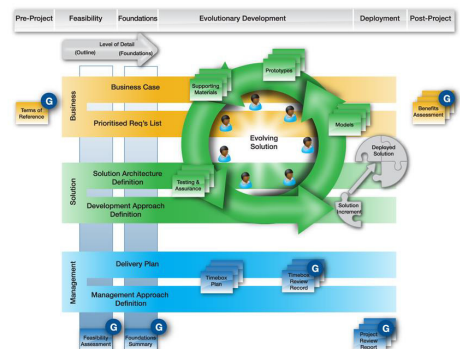 Pre-Project
Feasibility
Foundations
Evolutionary Development
Deployment
Post-Project
Level of Detail
(Outline)
(Foundations)
Business
Business Case
Prioritised Req's List
Terms of
Reference
G
Supporting
Materials
Prototypes
Models
Testing &
Assurance
Evolving
Solution
Benefits
Assessment
G
Deployed
Solution
Solution
Increment
Solution
Solution Architecture
Definition
Development Approach
Definition
Management
Delivery Plan
Management Approach
Definition
Timebox
Plan
Timebox
Review
Record
G
Feasibility
Assessment
G
Foundations
Summary
G
Project
Review
Report
G